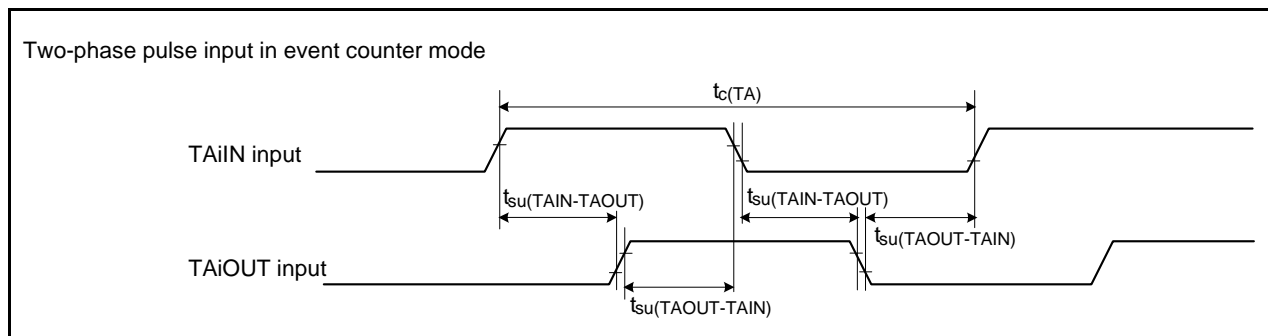 Two-phase pulse input in event counter mode
tc(TA)
TAiIN input
tsu(TAIN-TAOUT)
tsu(TAIN-TAOUT)
tsu(TAOUT-TAIN)
TAiOUT input
tsu(TAOUT-TAIN)